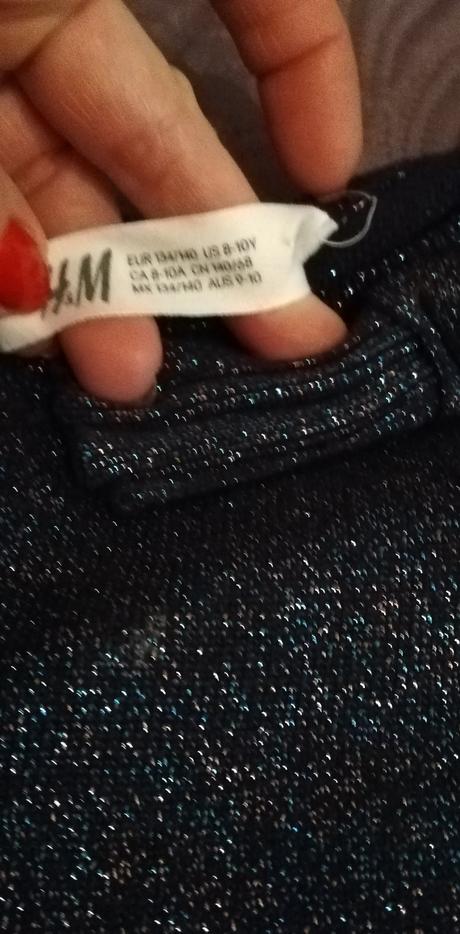 H&M
EUR 134/140 US 8-10Y
CA 8-10A CN 140/68
MX 134/140 AUS 9-10